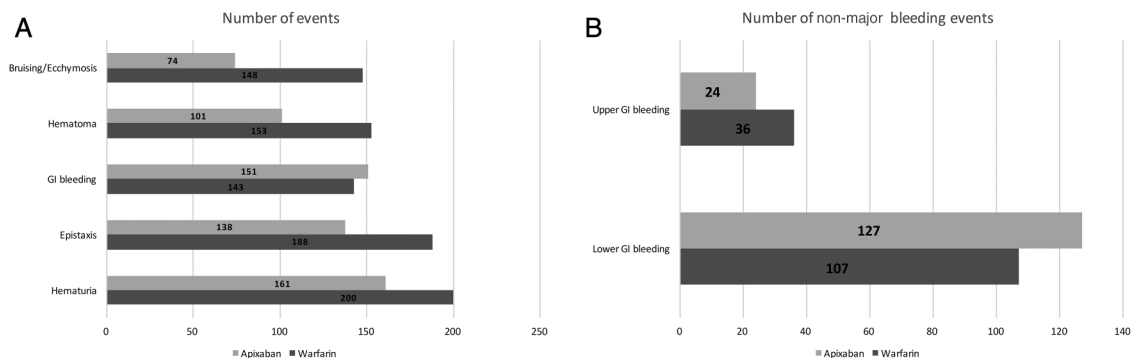 A
Number of events
Bruising/Ecchymosis
74
148
Hematoma
101
153
GI bleeding
151
143
Epistaxis
138
188
Hematuria
161
200
0 50 100 150 200 250
Apixaban Warfarin
B
Number of non-major bleeding events
Upper GI bleeding
24
36
Lower GI bleeding
127
107
0 20 40 60 80 100 120 140
Apixaban Warfarin